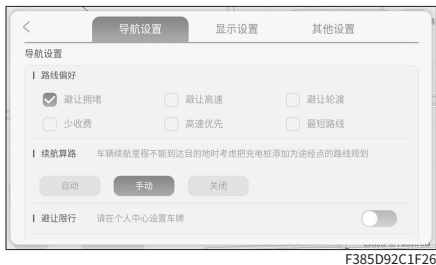 导航设置 显示设置 其他设置
导航设置
路线偏好
避让拥堵 避让高速 避让轮渡
少收费 高速优先 最短路线
续航算路 车辆续航里程不能到达目的地时考虑把充电桩添加为途经点的路线规划
自动 手动 关闭
避让限行 请在个人中心设置车牌
F385D92C1F26